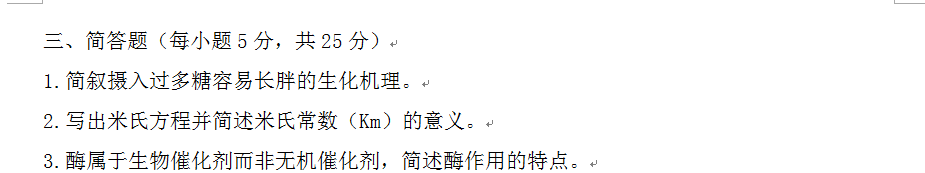 三、简答题（每小题 5 分，共 25 分）
1. 简叙摄入过多糖容易长胖的生化机理。
2. 写出米氏方程并简述米氏常数（Km）的意义。
3. 酶属于生物催化剂而非无机催化剂，简述酶作用的特点。